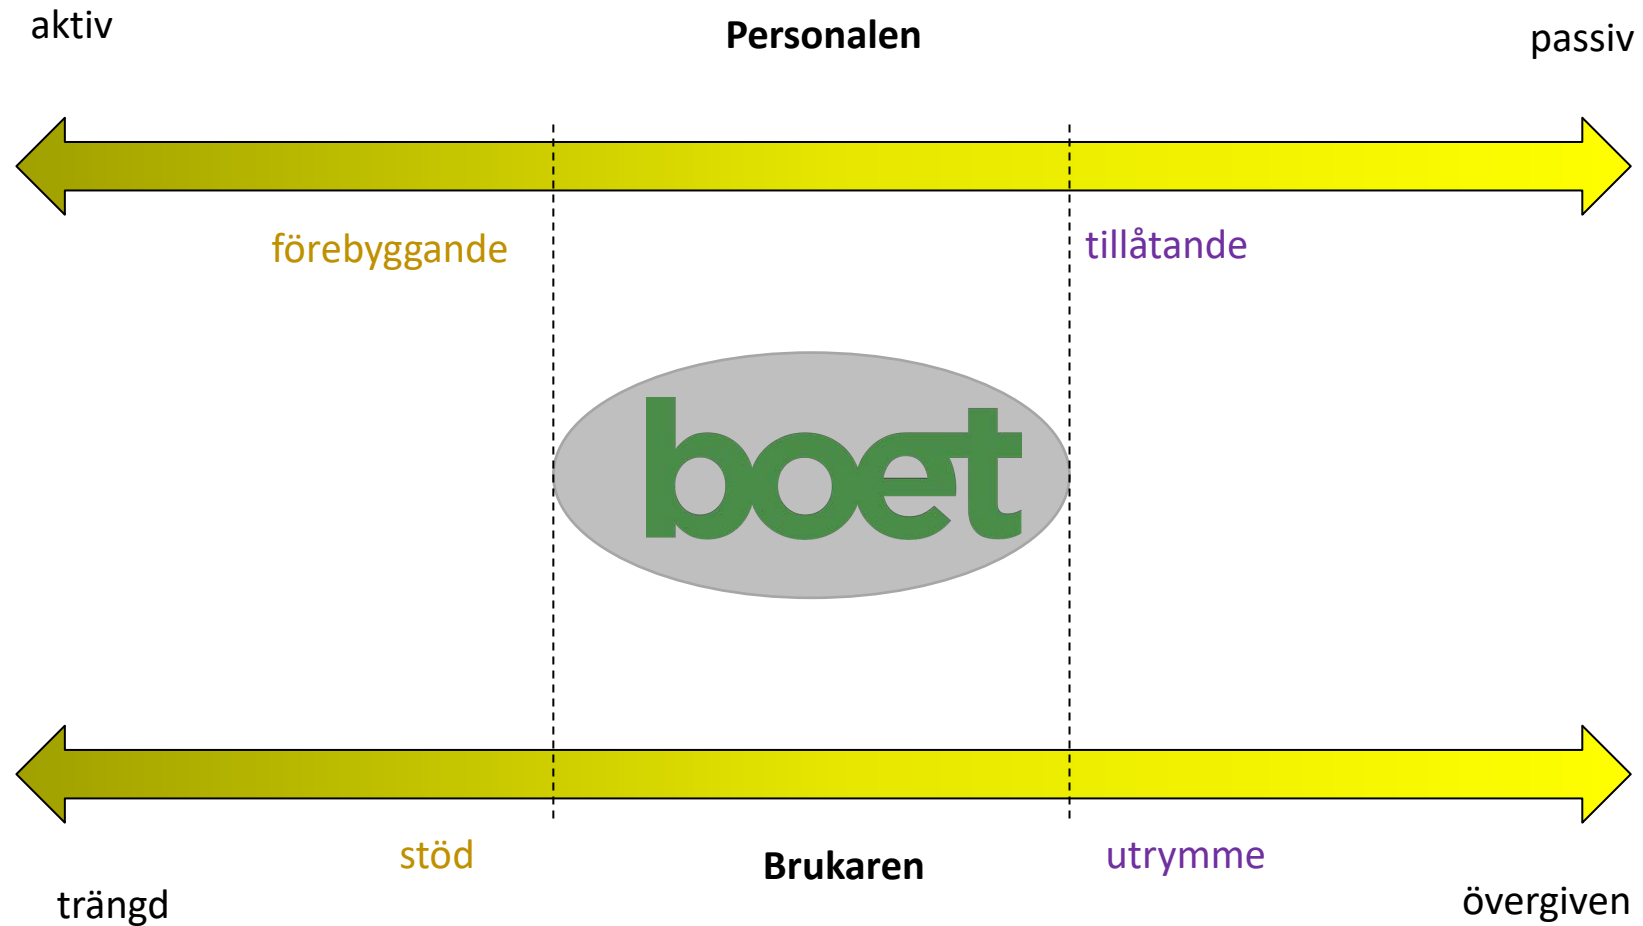 aktiv
Personalen
passiv
förebyggande
tillåtande
boet
stöd
Brukaren
utrymme
trängd
övergiven